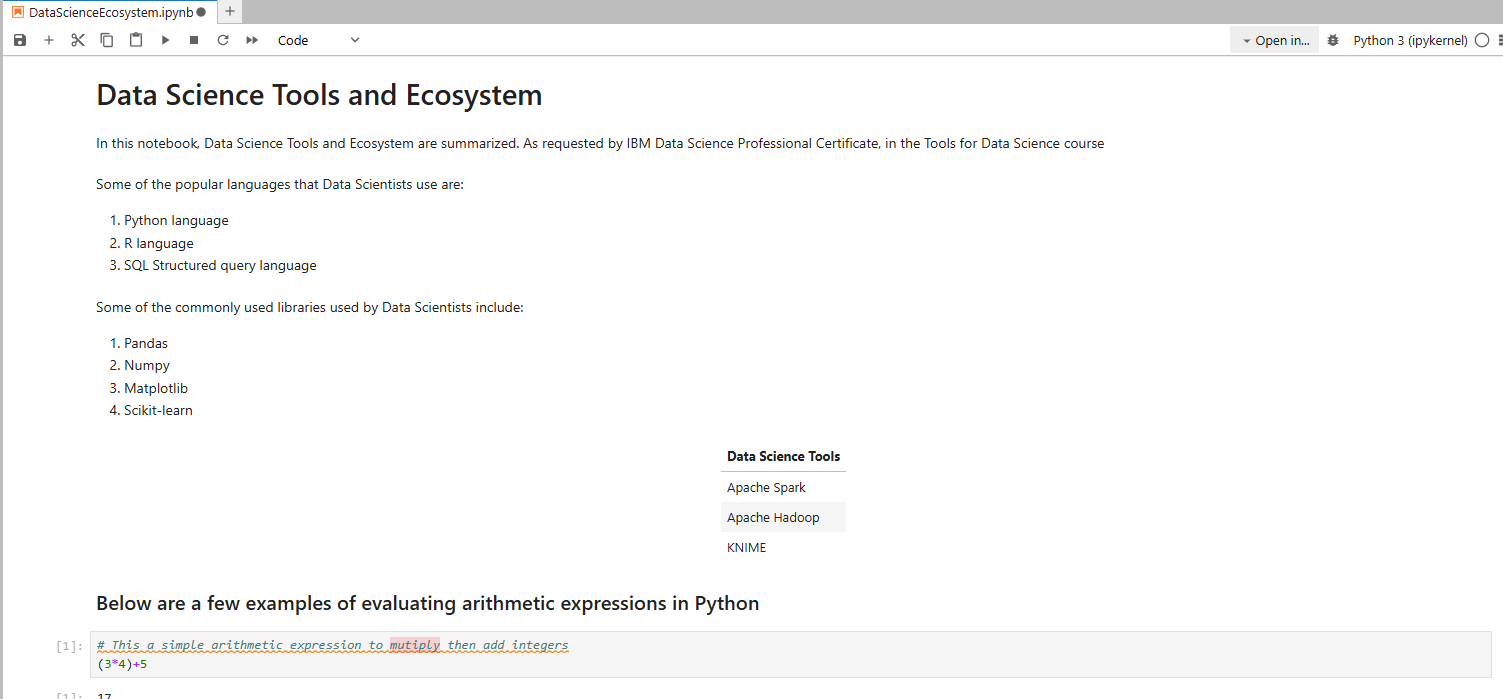 DataScienceEcosystem.ipynb
Code
Open in...
Python 3 (ipykernel)
Data Science Tools and Ecosystem
In this notebook, Data Science Tools and Ecosystem are summarized. As requested by IBM Data Science Professional Certificate, in the Tools for Data Science course
Some of the popular languages that Data Scientists use are:
1. Python language
2. R language
3. SQL Structured query language
Some of the commonly used libraries used by Data Scientists include:
1. Pandas
2. Numpy
3. Matplotlib
4. Scikit-learn
Data Science Tools
Apache Spark
Apache Hadoop
KNIME
Below are a few examples of evaluating arithmetic expressions in Python
[1]: # This a simple arithmetic expression to mutiply then add integers
(3*4)+5
[1]: 17